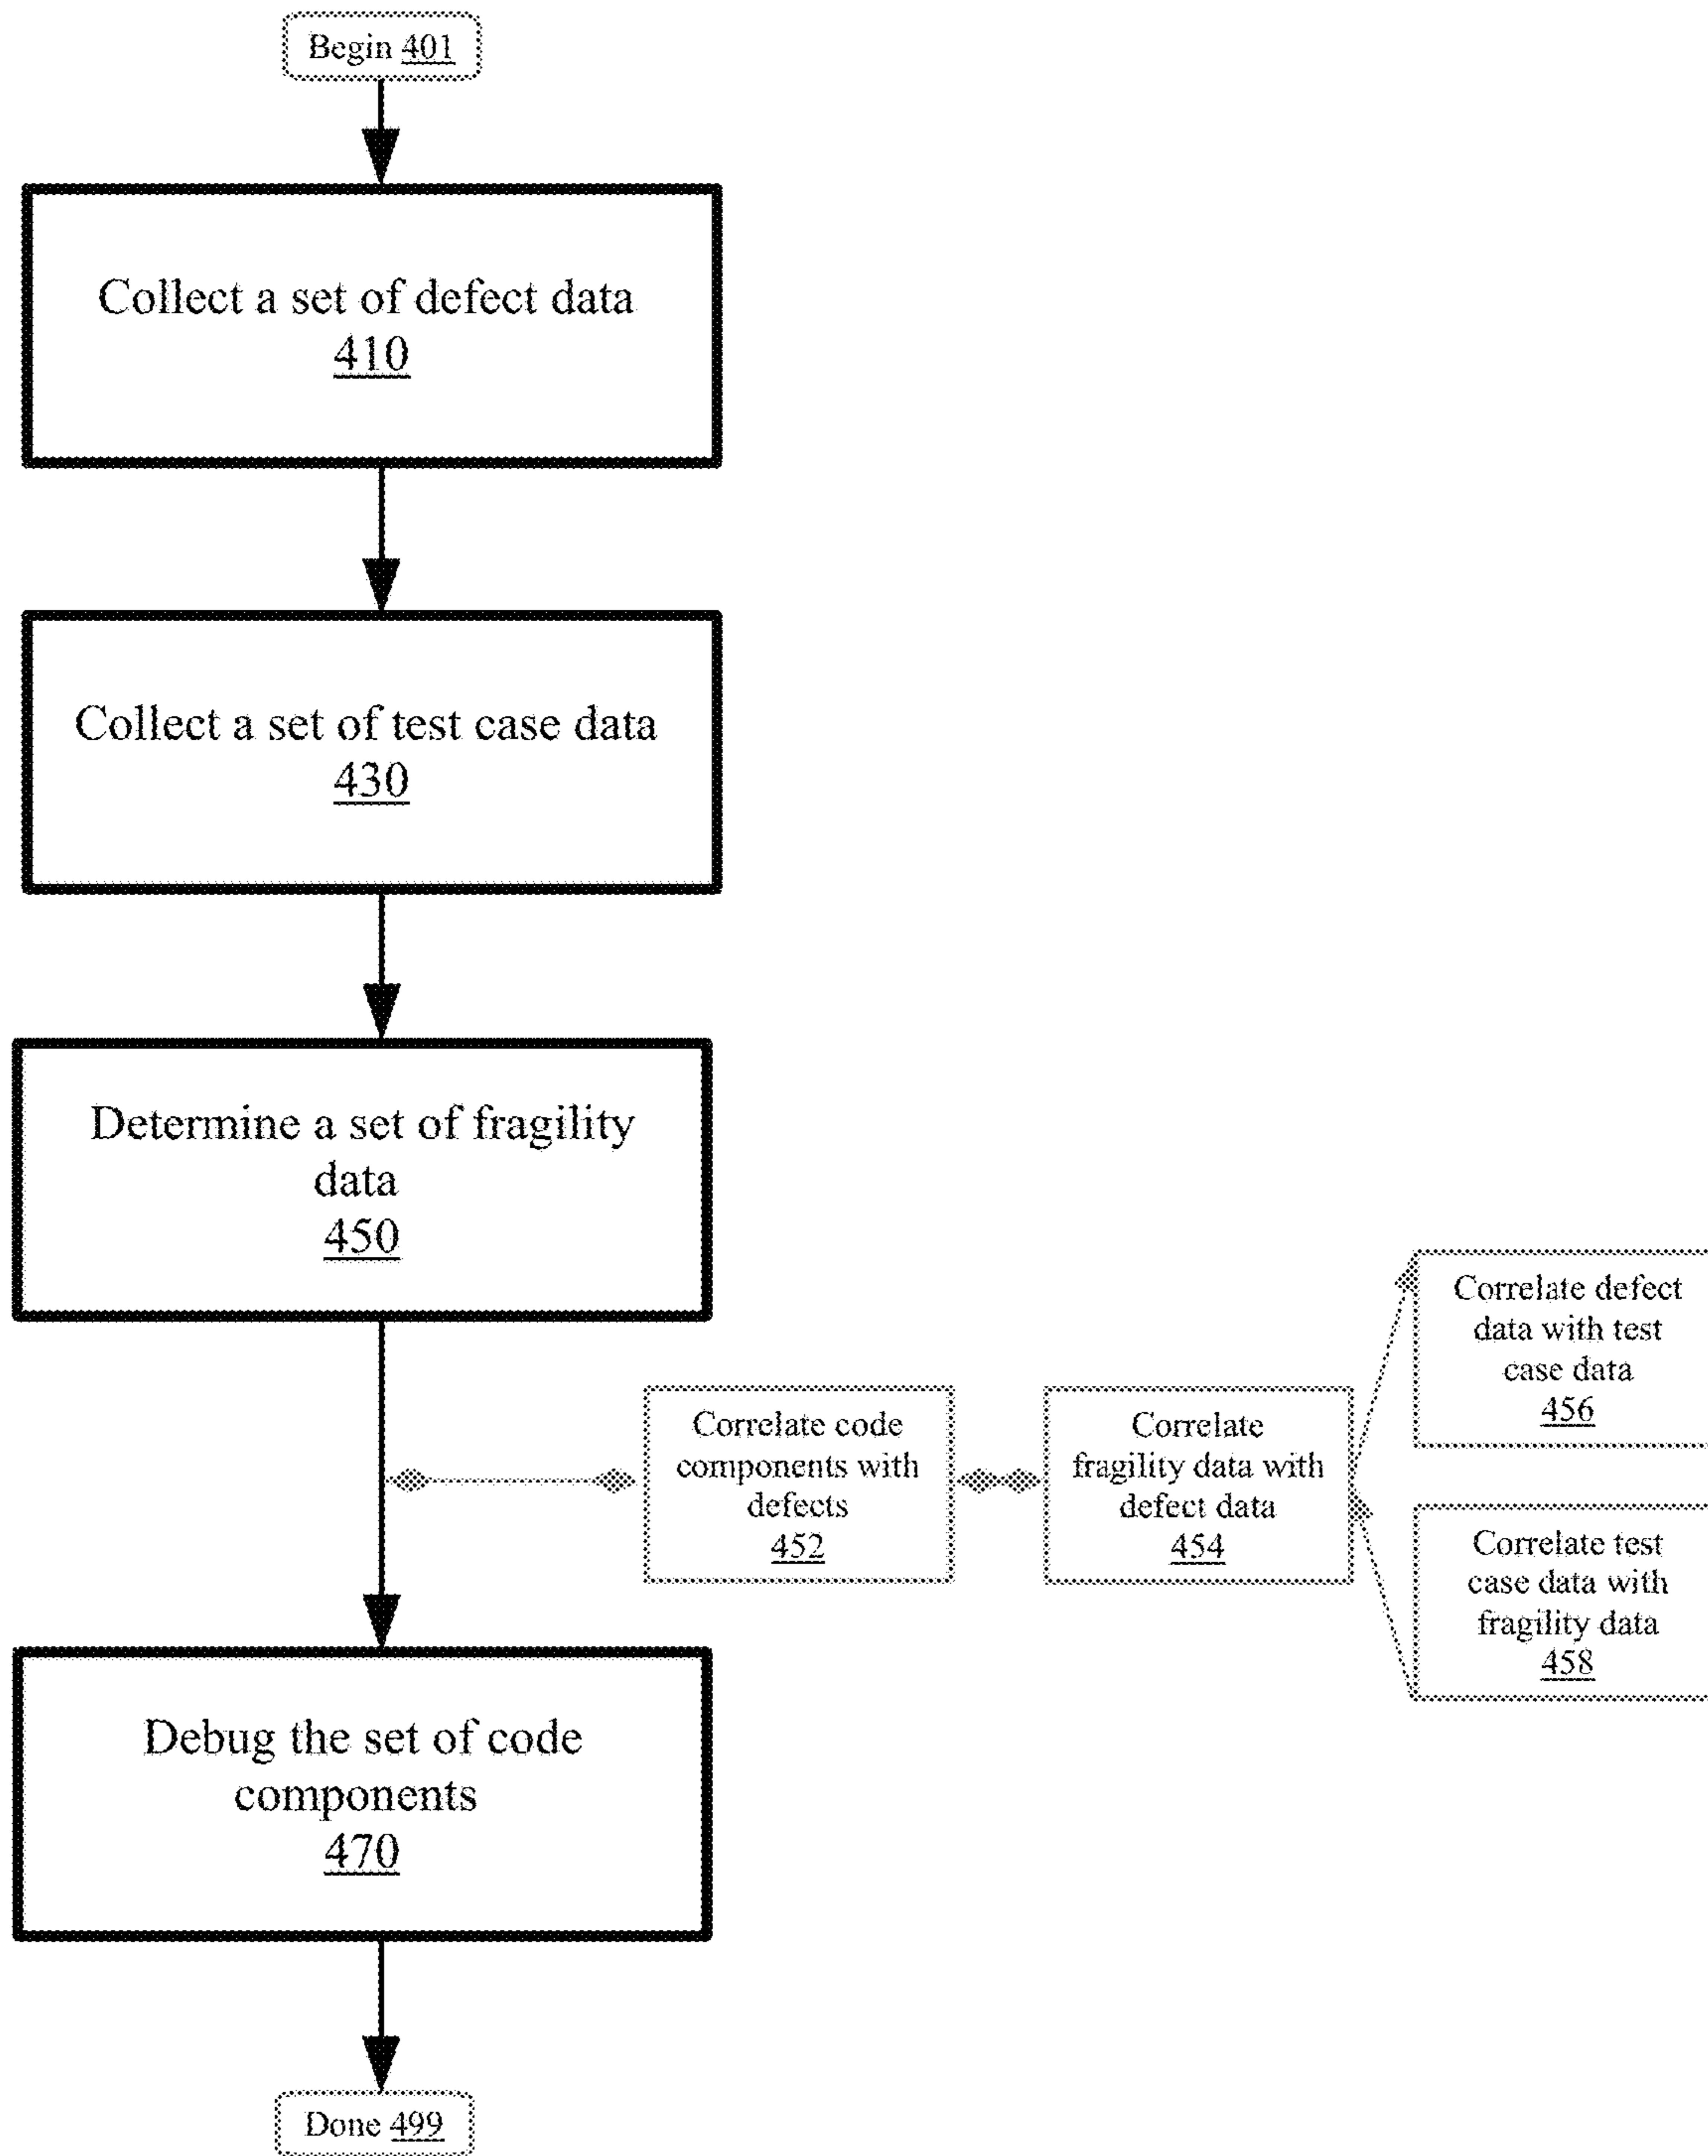 Begin 401
Collect a set of defect data
410
Collect a set of test case data
430
Determine a set of fragility
data
450
Correlate code
components with
defects
452
Correlate
fragility data with
defect data
454
Correlate defect
data with test
case data
456
Correlate test
case data with
fragility data
458
Debug the set of code
components
470
Done 499